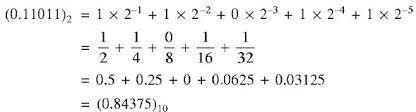 (0.11011)₂ = 1 × 2⁻¹ + 1 × 2⁻² + 0 × 2⁻³ + 1 × 2⁻⁴ + 1 × 2⁻⁵
= 1/2 + 1/4 + 0/8 + 1/16 + 1/32
= 0.5 + 0.25 + 0 + 0.0625 + 0.03125
= (0.84375)₁₀